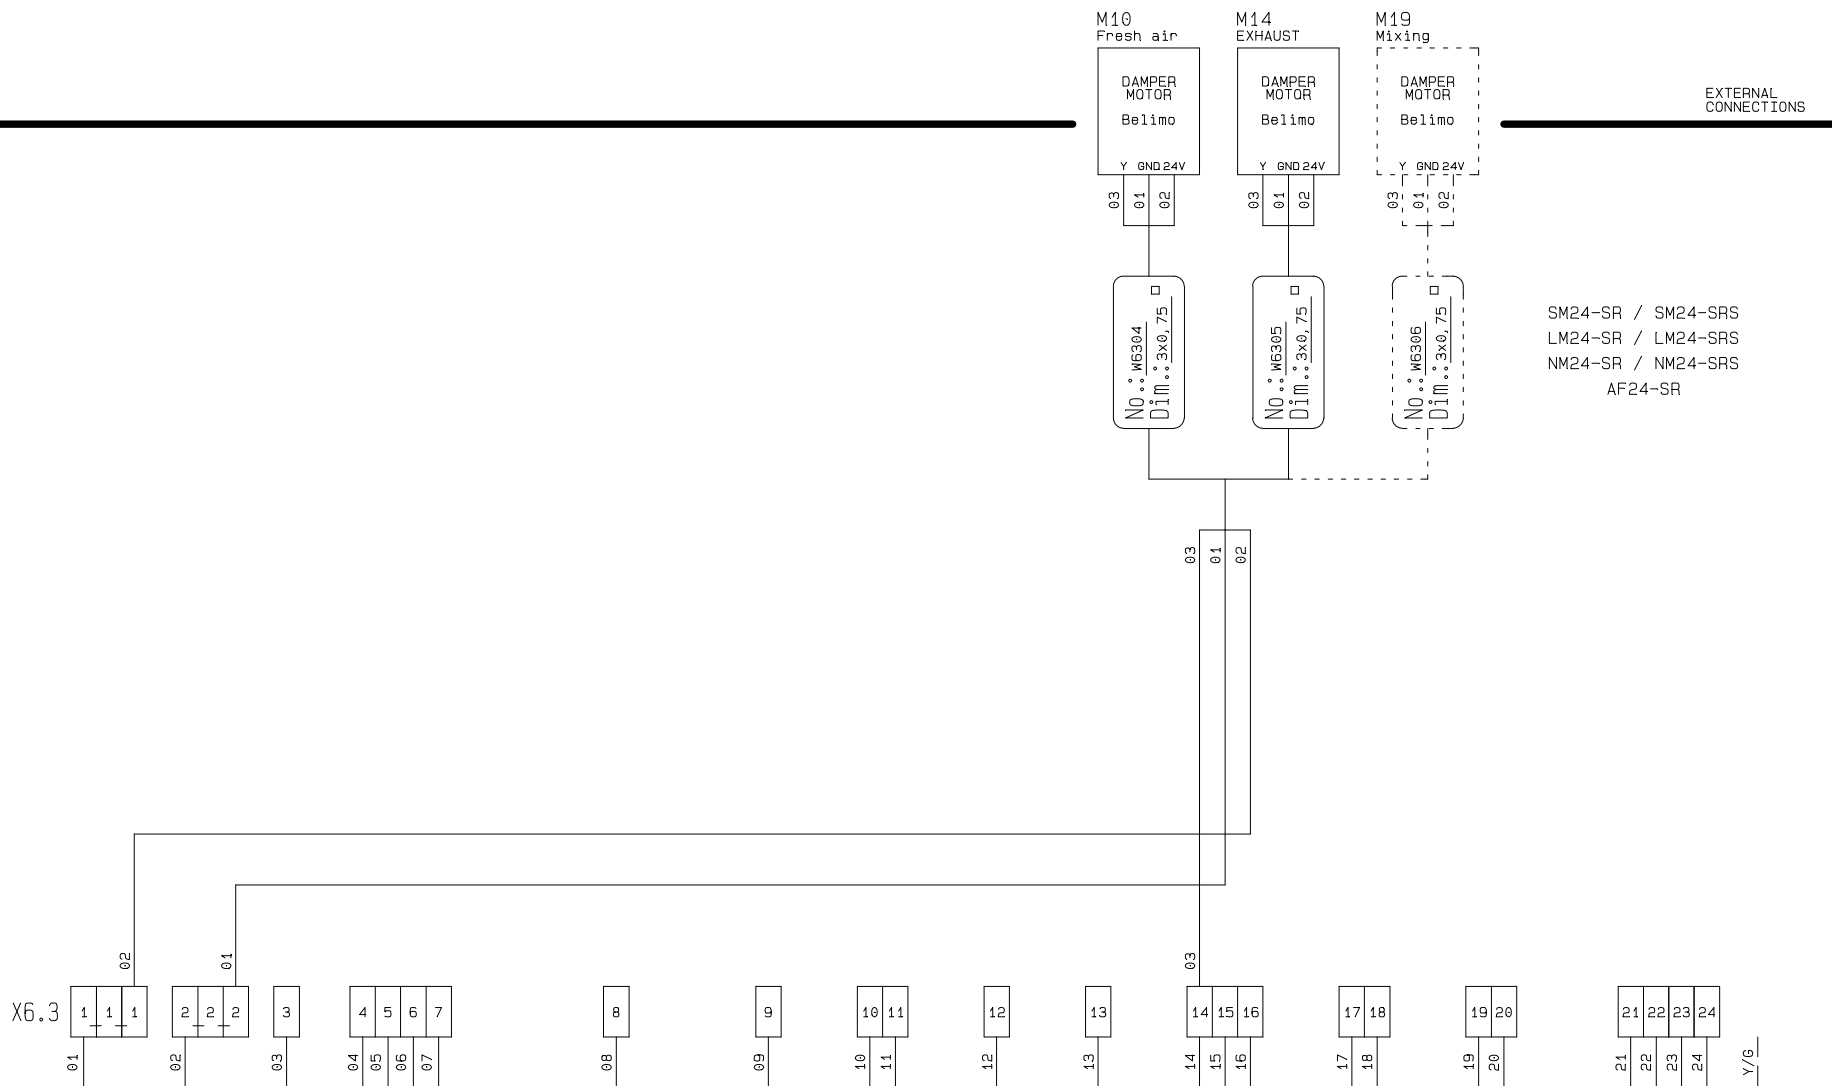 M10 M14 M19
Fresh air EXHAUST Mixing
DAMPER DAMPER DAMPER
MOTOR MOTOR MOTOR
Belimo Belimo Belimo
EXTERNAL
CONNECTIONS
Y GND 24V Y GND 24V Y GND 24V
03 01 02 03 01 02 03 01 02
No.: W6304
Dim.: 3x0,75
No.: W6305
Dim.: 3x0,75
No.: W6306
Dim.: 3x0,75
SM24-SR / SM24-SRS
LM24-SR / LM24-SRS
NM24-SR / NM24-SRS
AF24-SR
03 01 02
02 01 03
X6.3 1 1 1 2 2 2 3 4 5 6 7 8 9 10 11 12 13 14 15 16 17 18 19 20 21 22 23 24
01 02 03 04 05 06 07 08 09 10 11 12 13 14 15 16 17 18 19 20 21 22 23 24 Y/G